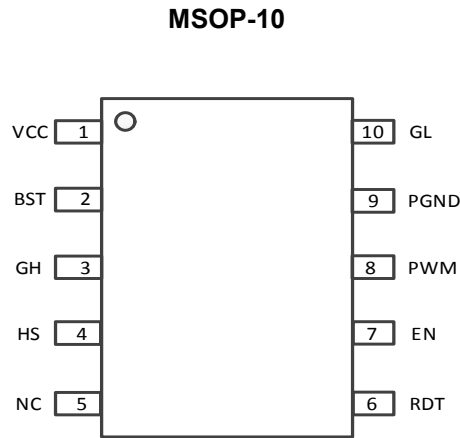 MSOP-10
VCC 1 10 GL
BST 2 9 PGND
GH 3 8 PWM
HS 4 7 EN
NC 5 6 RDT